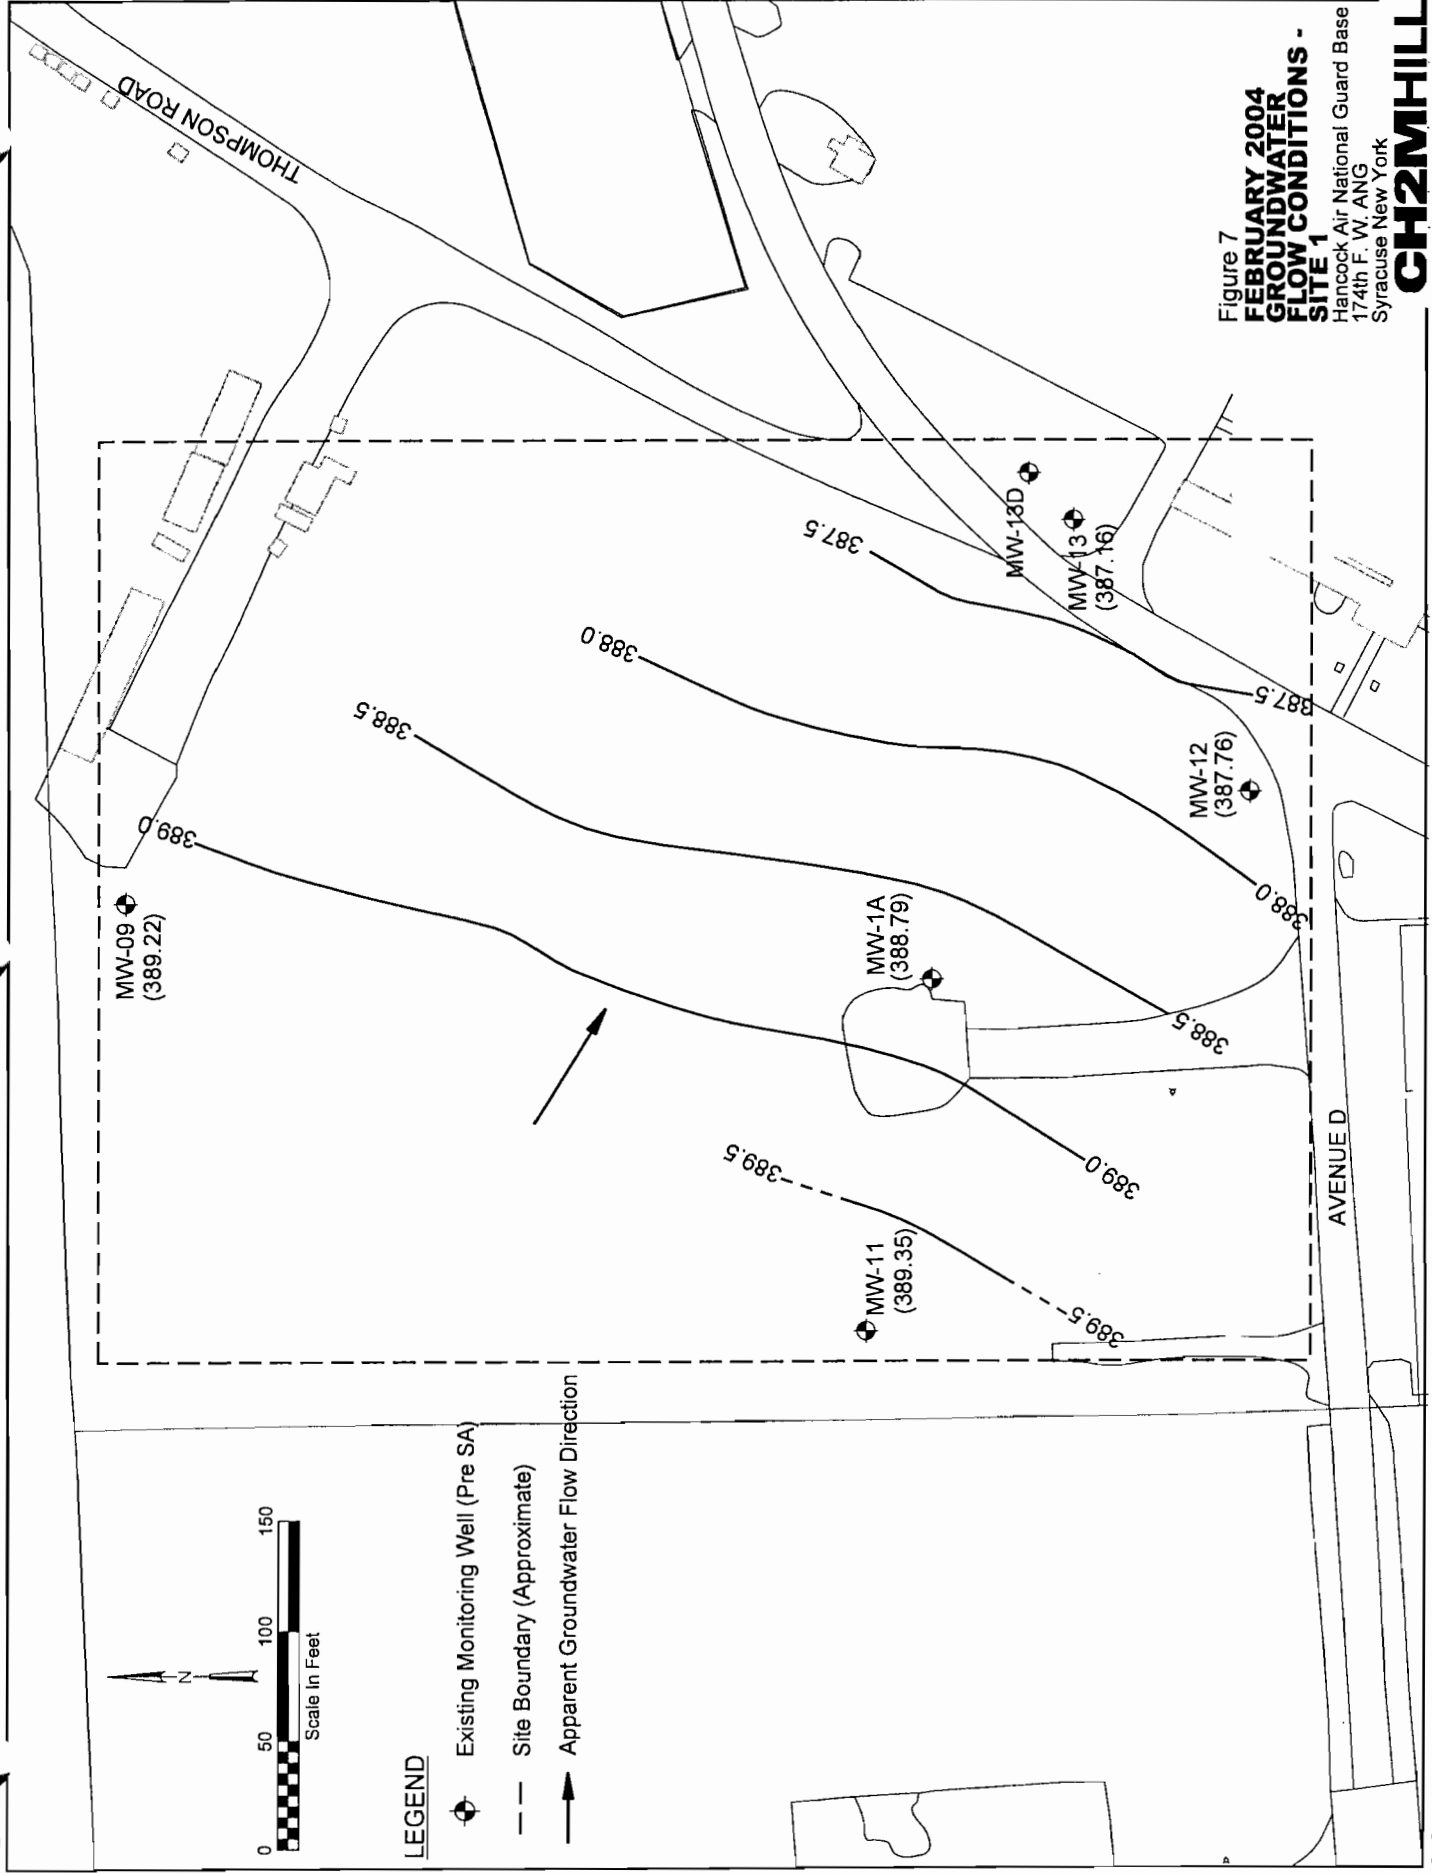 THOMPSON ROAD
MW-09
(389.22)
389.0
388.5
388.0
387.5
MW-13D
MW-13
(387.16)
MW-12
(387.76)
387.5
MW-1A
(388.79)
388.0
388.5
389.5
389.0
MW-11
(389.35)
389.5
AVENUE D
N
0 50 100 150
Scale In Feet
LEGEND
Existing Monitoring Well (Pre SA)
Site Boundary (Approximate)
Apparent Groundwater Flow Direction
Figure 7
FEBRUARY 2004
GROUNDWATER
FLOW CONDITIONS -
SITE 1
Hancock Air National Guard Base
174th F. W. ANG
Syracuse New York
CH2MHILL